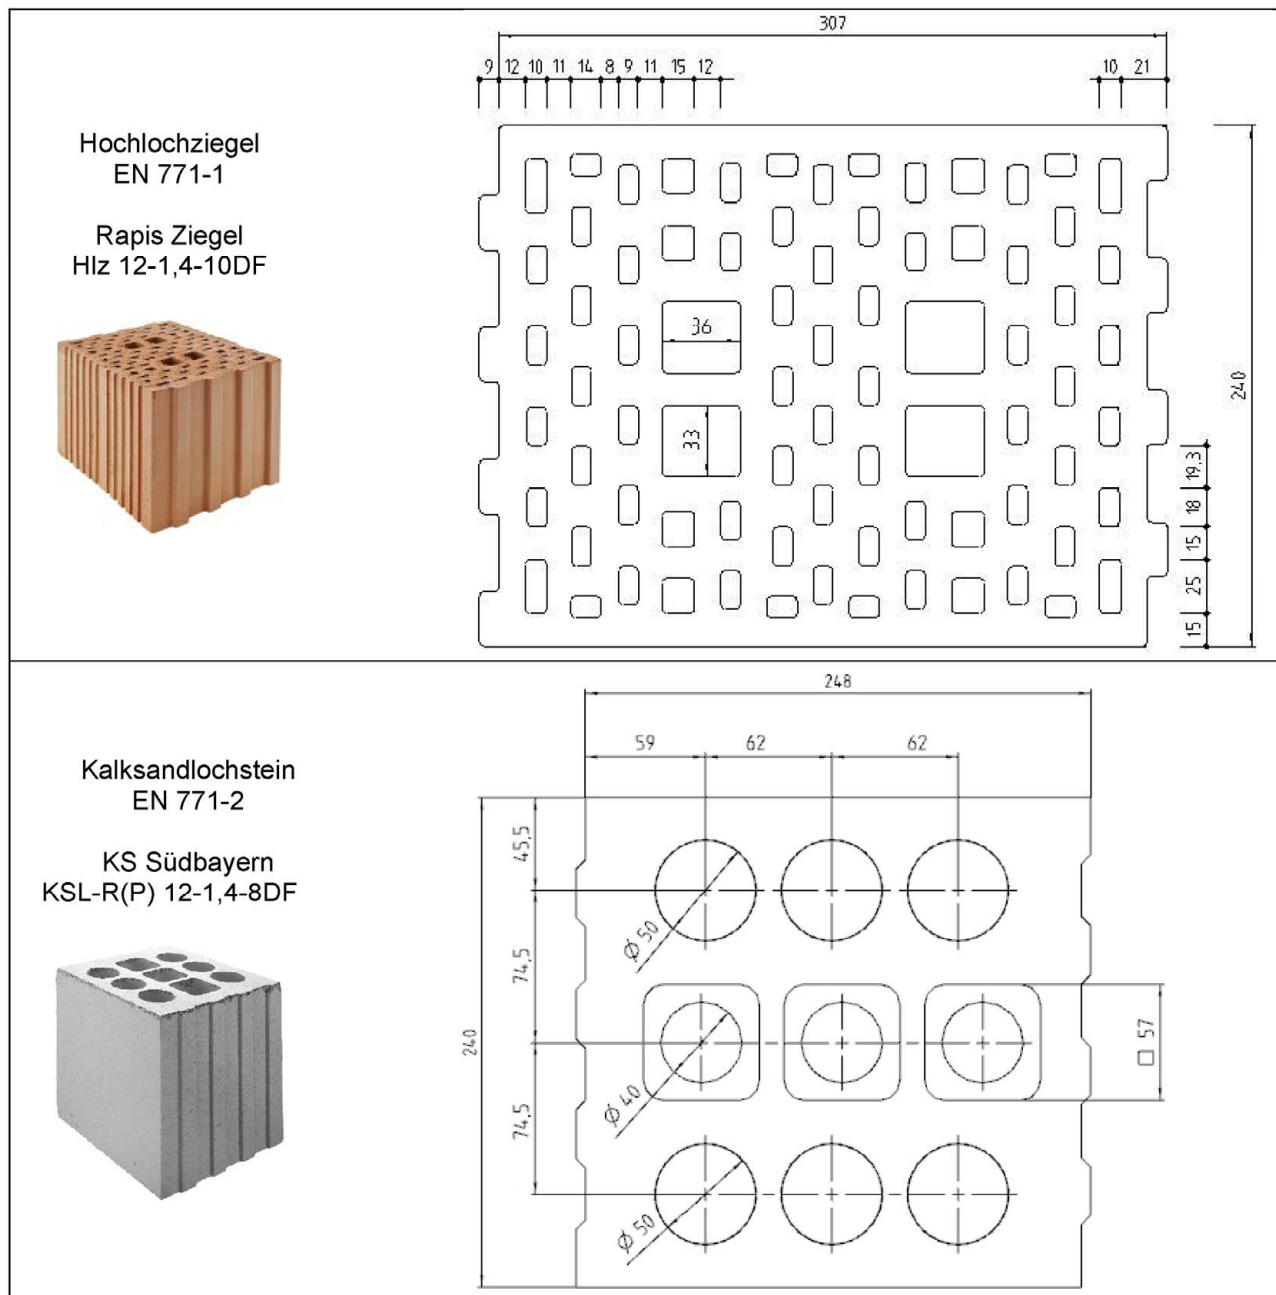 Hochlochziegel
EN 771-1
Rapis Ziegel
Hlz 12-1,4-10DF
307
9 12 10 11 14 8 9 11 15 12 10 21
36
33
240
19,3
18
15
25
15
Kalksandlochstein
EN 771-2
KS Südbayern
KSL-R(P) 12-1,4-8DF
248
59 62 62
45,5
74,5
74,5
240
Ø 50
Ø 40
Ø 50
□ 57